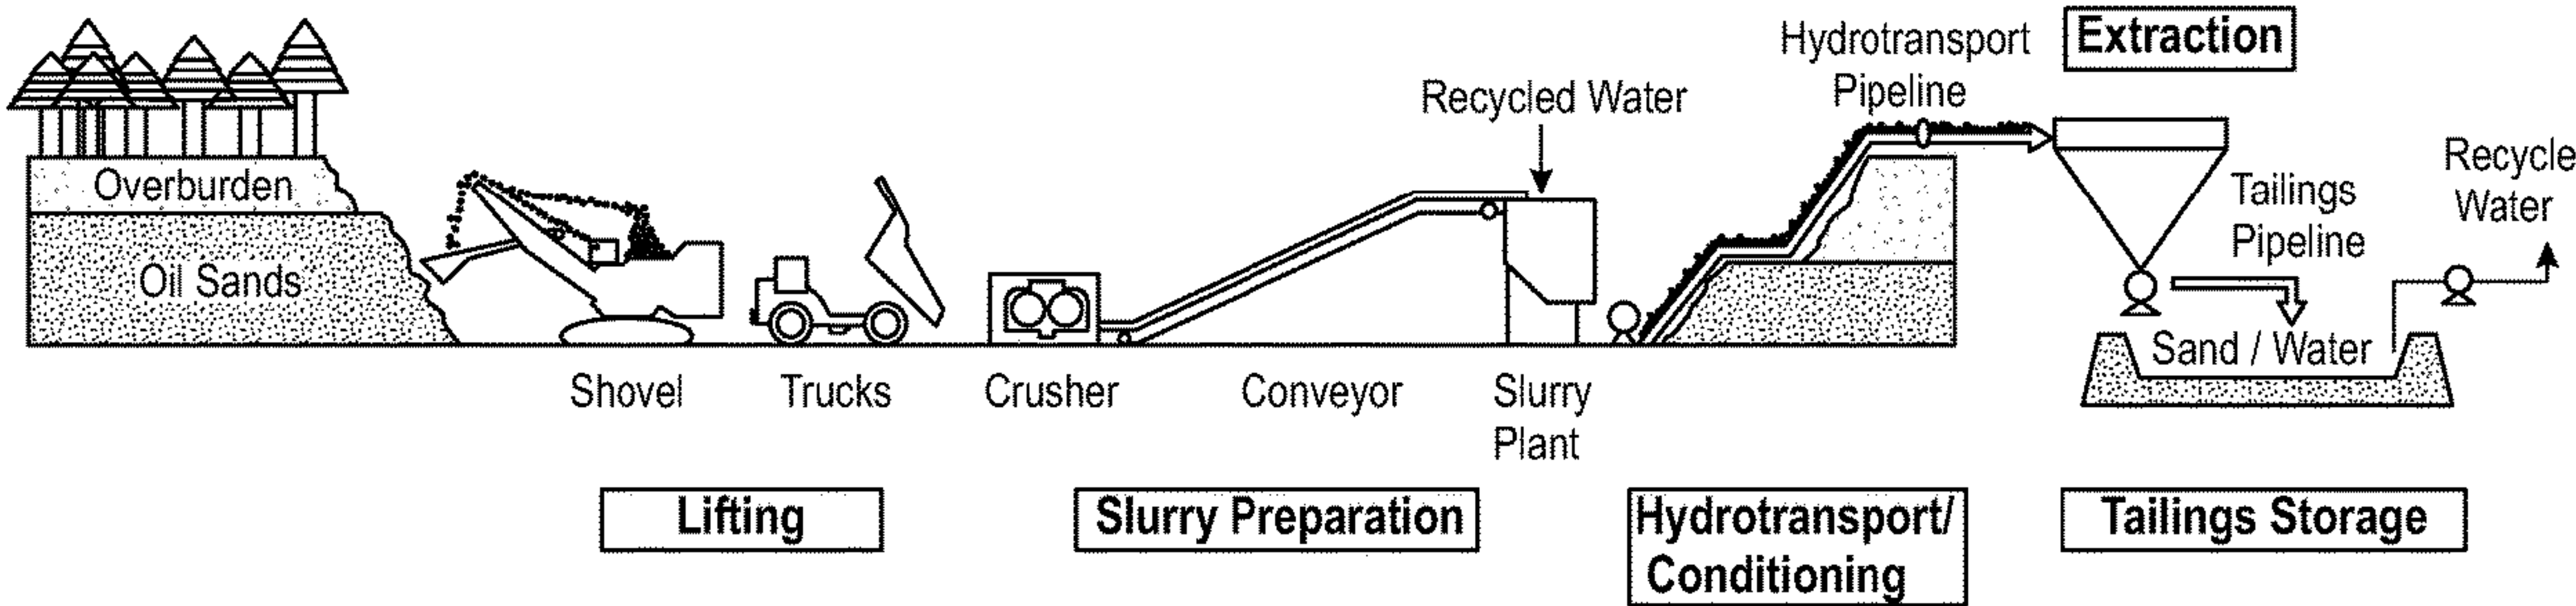 Overburden
Oil Sands
Shovel
Trucks
Crusher
Conveyor
Slurry
Plant
Recycled Water
Hydrotransport
Pipeline
Extraction
Tailings
Pipeline
Recycle
Water
Sand / Water
Lifting
Slurry Preparation
Hydrotransport/
Conditioning
Tailings Storage